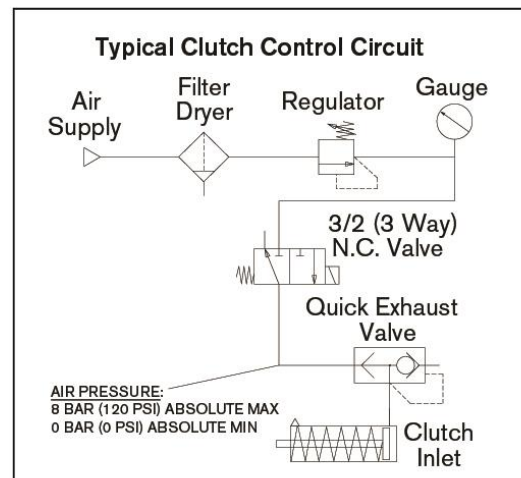 Typical Clutch Control Circuit
Air
Supply
Filter
Dryer
Regulator
Gauge
3/2 (3 Way)
N.C. Valve
Quick Exhaust
Valve
AIR PRESSURE:
8 BAR (120 PSI) ABSOLUTE MAX
0 BAR (0 PSI) ABSOLUTE MIN
Clutch
Inlet